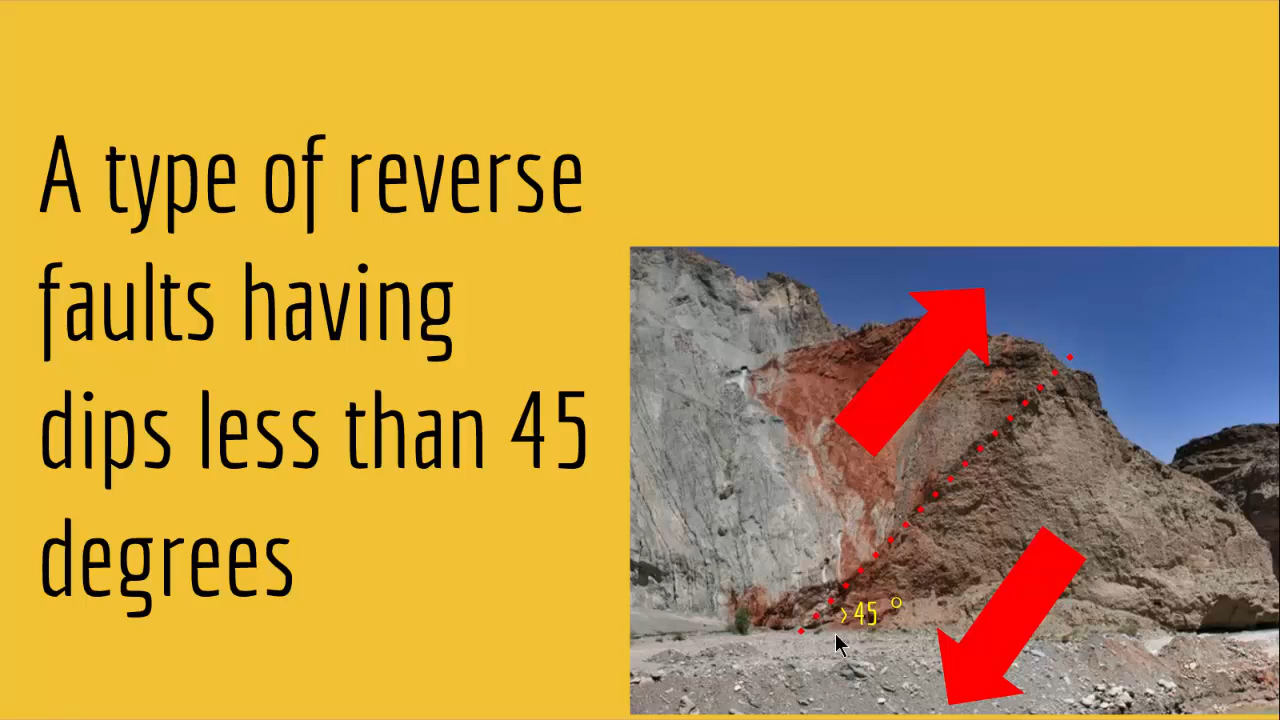 A type of reverse
faults having
dips less than 45
degrees
>45 °